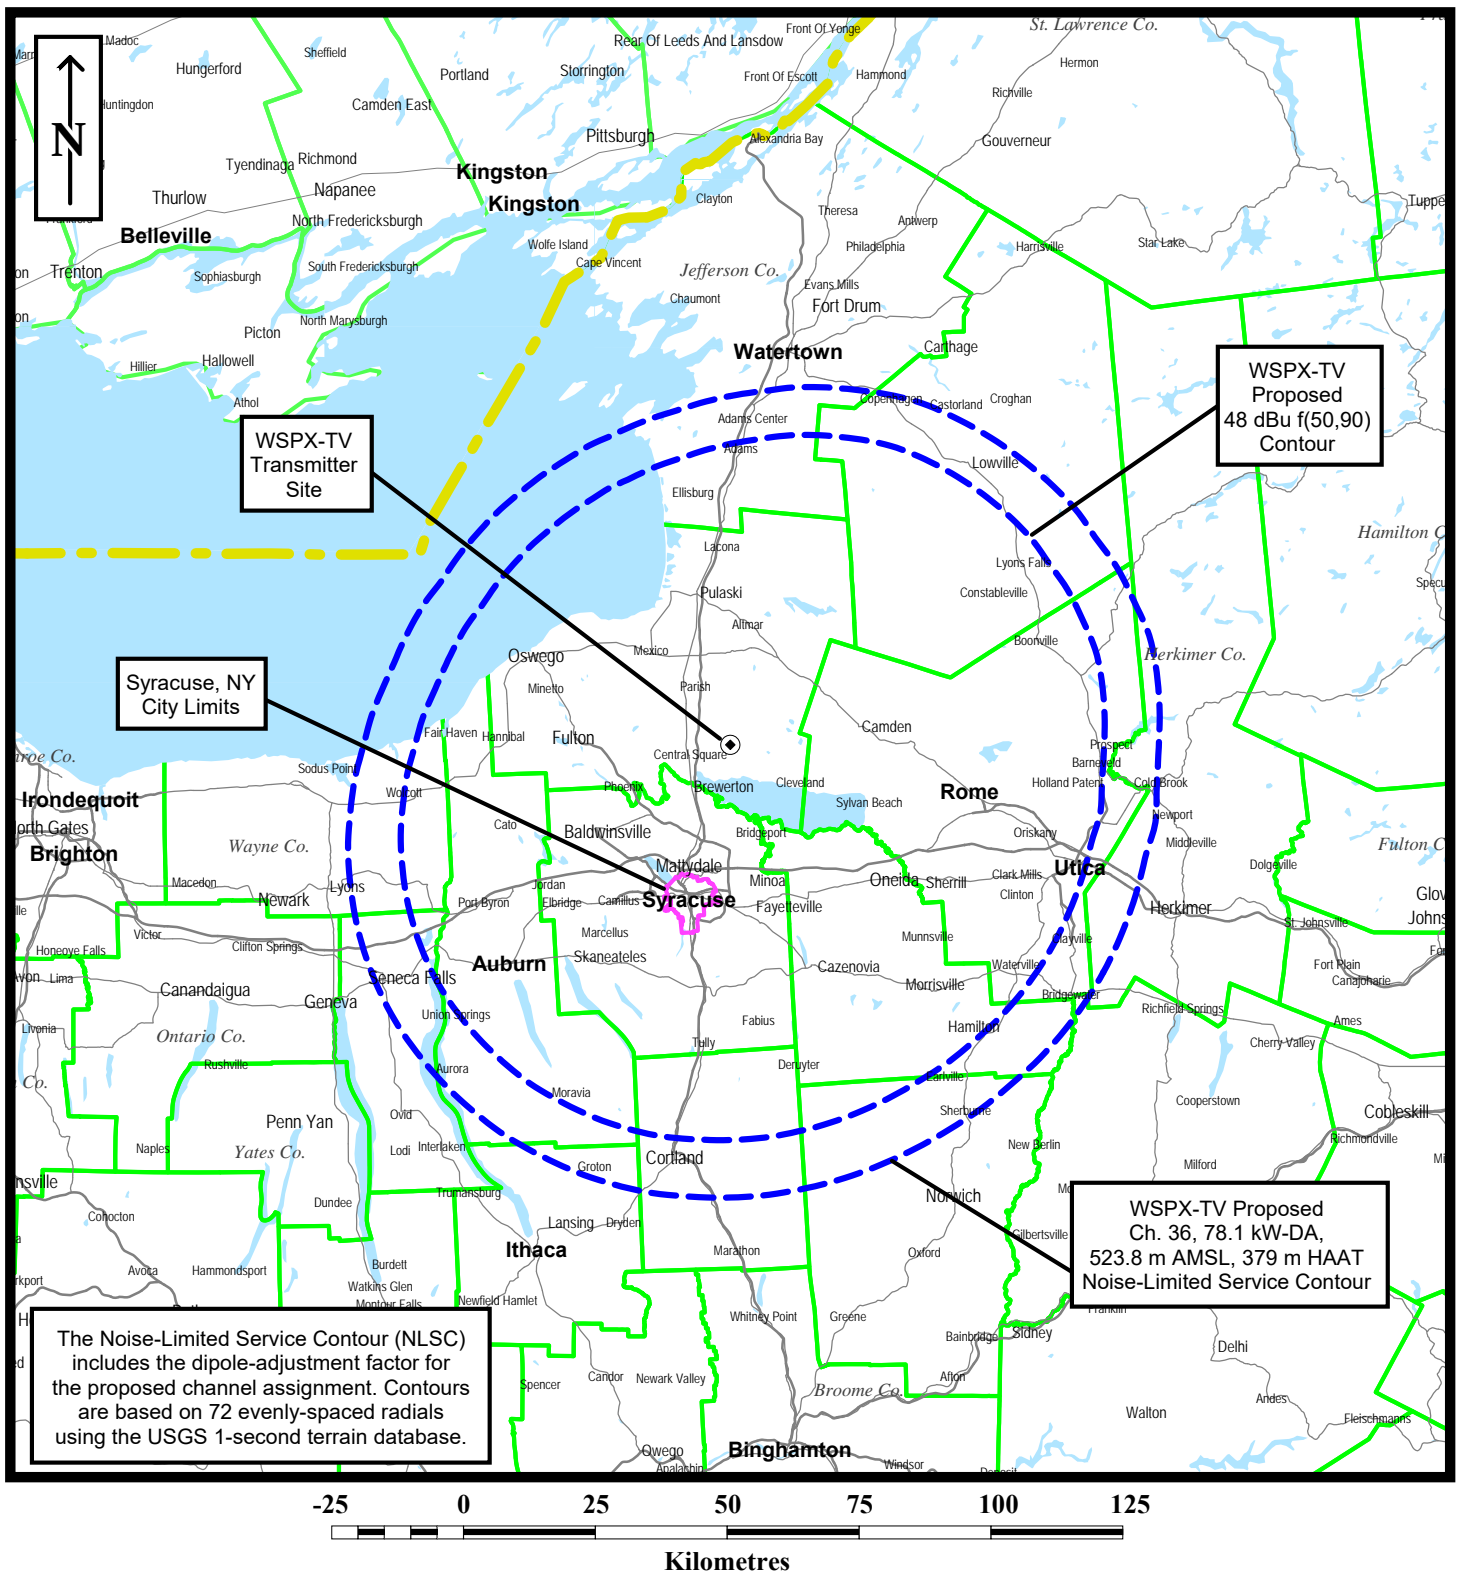 Madoc
Sheffield
Hungerford
Portland
Rear Of Leeds And Lansdow
Storrington
Front Of Yonge
Front Of Escott
Hammond
St. Lawrence Co.
Hermon
Richville
Camden East
N
Pittsburgh
Alexandria Bay
Gouverneur
Tyendinaga
Richmond
Napanee
Kingston
Kingston
Thurlow
North Fredericksburgh
Clayton
Theresa
Antwerp
Belleville
Wolfe Island
Cape Vincent
Philadelphia
Harrisville
Star Lake
Trenton
Sophiasburgh
South Fredericksburgh
Jefferson Co.
Chaumont
Evans Mills
Fort Drum
Picton
North Marysburgh
Hillier
Hallowell
Watertown
Carthage
Athol
Copenhagen
Castorland
Croghan
Adams Center
Adams
Lowville
WSPX-TV
Proposed
48 dBu f(50,90)
Contour
WSPX-TV
Transmitter
Site
Ellisburg
Lacona
Lyons Falls
Hamilton C
Pulaski
Constableville
Altmar
Boonville
Herkimer Co.
Oswego
Mexico
Minetto
Parish
Syracuse, NY
City Limits
Fair Haven
Hannibal
Fulton
Central Square
Camden
Prospect
Barneveld
Sodus Point
Wolcott
Phoenix
Brewerton
Cleveland
Sylvan Beach
Rome
Holland Patent
Cold Brook
Irondequoit
Newport
Cato
Baldwinsville
Bridgeport
Oriskany
Middleville
Brighton
Wayne Co.
Mattydale
Utica
Dolgeville
Fulton C
Macedon
Newark
Lyons
Jordan
Elbridge
Camillus
Port Byron
Syracuse
Minoa
Fayetteville
Oneida
Sherrill
Clark Mills
Clinton
Herkimer
St. Johnsville
Victor
Clifton Springs
Honeoye Falls
Marcellus
Skaneateles
Munnsville
Clayville
Auburn
Cazenovia
Waterville
Fort Plain
Canajoharie
Lima
Canandaigua
Seneca Falls
Geneva
Morrisville
Bridgewater
Richfield Springs
Livonia
Ontario Co.
Union Springs
Fabius
Hamilton
Ames
Cherry Valley
Tully
Rushville
Aurora
Deruyter
Earlville
Moravia
Cooperstown
Penn Yan
Ovid
Sherburne
Cobleskill
Richmondville
Naples
Yates Co.
Lodi
Interlaken
Groton
Cortland
New Berlin
Milford
Dundee
Trumansburg
Norwich
Cohocton
Lansing
Dryden
Gilbertsville
WSPX-TV Proposed
Ch. 36, 78.1 kW-DA,
523.8 m AMSL, 379 m HAAT
Noise-Limited Service Contour
Ithaca
Marathon
Oxford
Avoca
Hammondsport
Burdett
Watkins Glen
Montour Falls
Newfield Hamlet
Whitney Point
Greene
Franklin
Bainbridge
Sidney
Delhi
The Noise-Limited Service Contour (NLSC)
includes the dipole-adjustment factor for
the proposed channel assignment. Contours
are based on 72 evenly-spaced radials
using the USGS 1-second terrain database.
Spencer
Candor
Newark Valley
Broome Co.
Afton
Walton
Andes
Fleischmanns
Owego
Binghamton
Windsor
-25 0 25 50 75 100 125
Kilometres